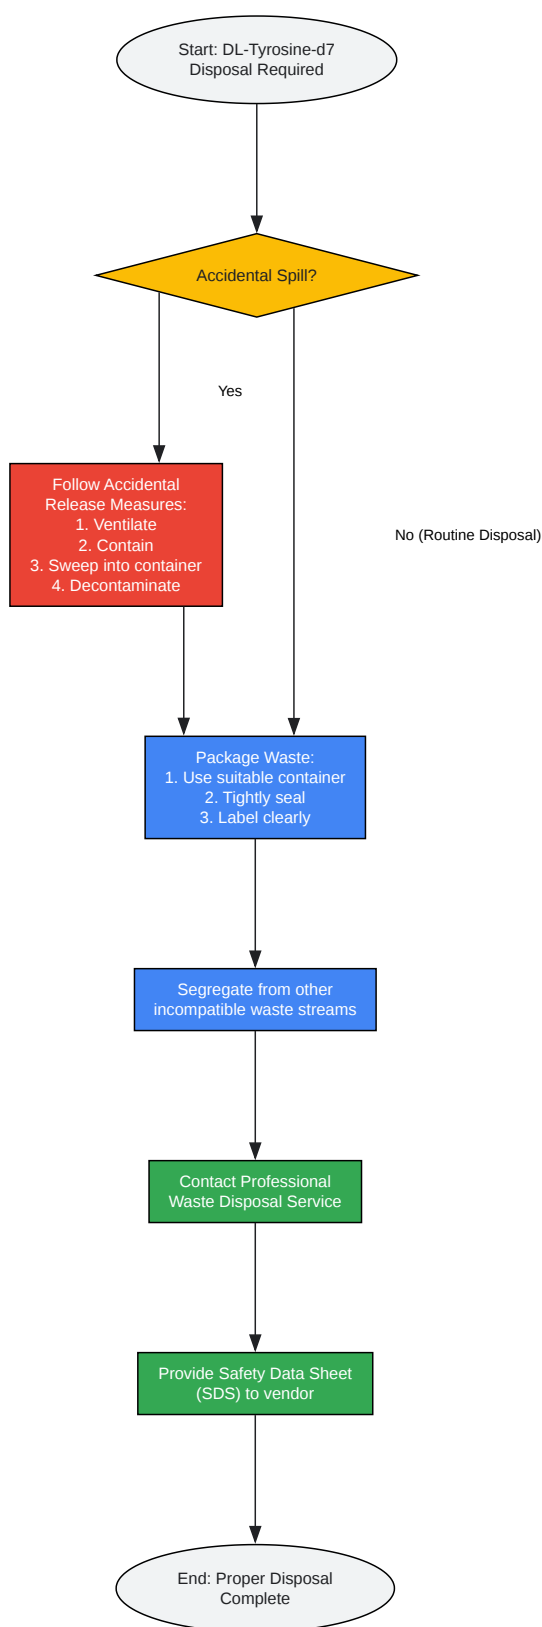 Start: DL-Tyrosine-d7
Disposal Required
Accidental Spill?
Yes
Follow Accidental
Release Measures:
1. Ventilate
2. Contain
3. Sweep into container
4. Decontaminate
No (Routine Disposal)
Package Waste:
1. Use suitable container
2. Tightly seal
3. Label clearly
Segregate from other
incompatible waste streams
Contact Professional
Waste Disposal Service
Provide Safety Data Sheet
(SDS) to vendor
End: Proper Disposal
Complete